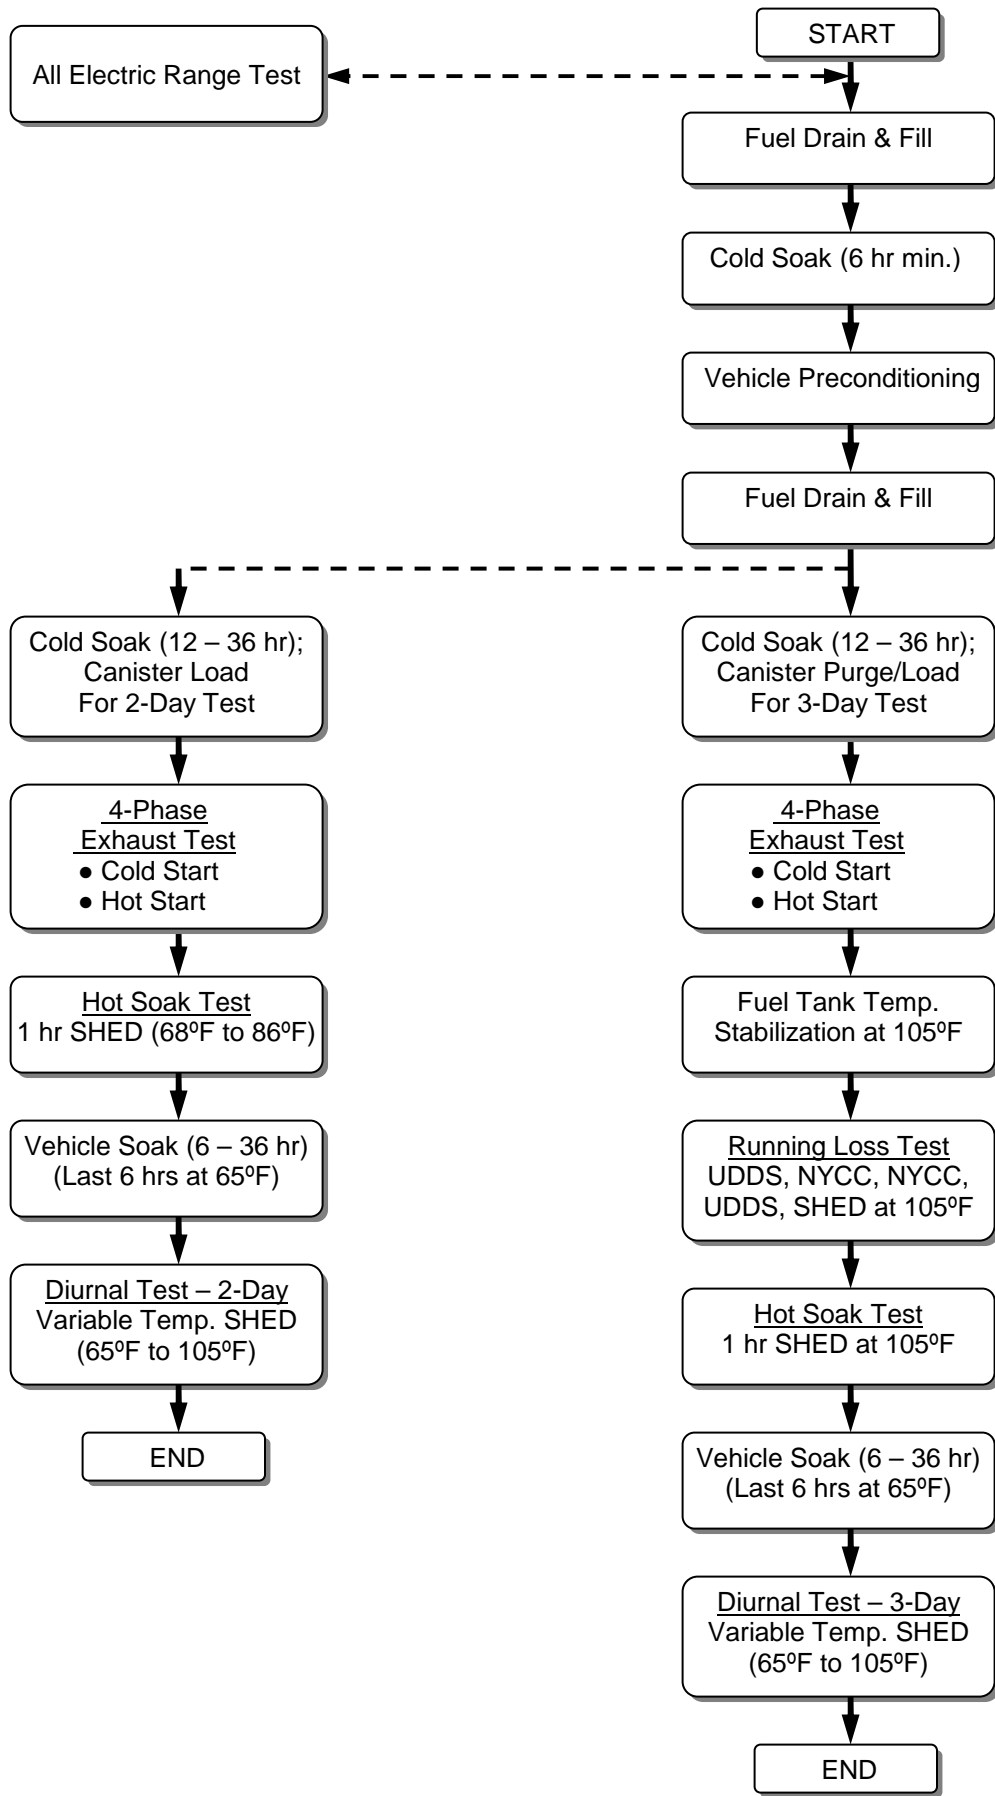 START
All Electric Range Test
Fuel Drain & Fill
Cold Soak (6 hr min.)
Vehicle Preconditioning
Fuel Drain & Fill
Cold Soak (12 – 36 hr);
Canister Load
For 2-Day Test
4-Phase
Exhaust Test
● Cold Start
● Hot Start
Hot Soak Test
1 hr SHED (68ºF to 86ºF)
Vehicle Soak (6 – 36 hr)
(Last 6 hrs at 65ºF)
Diurnal Test – 2-Day
Variable Temp. SHED
(65ºF to 105ºF)
END
Cold Soak (12 – 36 hr);
Canister Purge/Load
For 3-Day Test
4-Phase
Exhaust Test
● Cold Start
● Hot Start
Fuel Tank Temp.
Stabilization at 105ºF
Running Loss Test
UDDS, NYCC, NYCC,
UDDS, SHED at 105ºF
Hot Soak Test
1 hr SHED at 105ºF
Vehicle Soak (6 – 36 hr)
(Last 6 hrs at 65ºF)
Diurnal Test – 3-Day
Variable Temp. SHED
(65ºF to 105ºF)
END